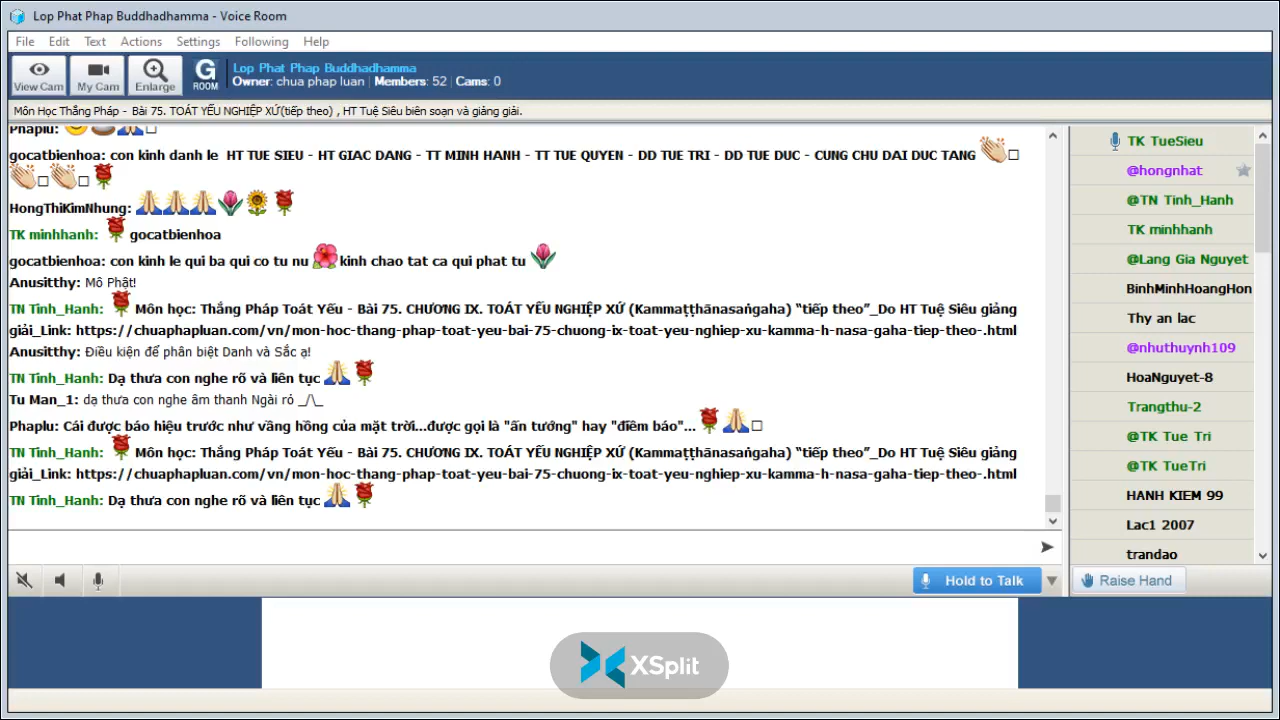 Lop Phat Phap Buddhadhamma - Voice Room
File Edit Text Actions Settings Following Help
View Cam My Cam Enlarge G ROOM
Lop Phat Phap Buddhadhamma
Owner: chua phap luan | Members: 52 | Cams: 0
Môn Học Thắng Pháp - Bài 75. TOÁT YẾU NGHIỆP XỨ(tiếp theo) , HT Tuệ Siêu biên soạn và giảng giải.
Phaplu:
gocatbienhoa: con kinh danh le HT TUE SIEU - HT GIAC DANG - TT MINH HANH - TT TUE QUYEN - DD TUE TRI - DD TUE DUC - CUNG CHU DAI DUC TANG
HongThiKimNhung:
TK minhhanh: gocatbienhoa
gocatbienhoa: con kinh le qui ba qui co tu nu kinh chao tat ca qui phat tu
Anusitthy: Mô Phật!
TN Tinh_Hanh: Môn học: Thắng Pháp Toát Yếu - Bài 75. CHƯƠNG IX. TOÁT YẾU NGHIỆP XỨ (Kammaṭṭhānasaṅgaha) “tiếp theo”_Do HT Tuệ Siêu giảng
giải_Link: https://chuaphapluan.com/vn/mon-hoc-thang-phap-toat-yeu-bai-75-chuong-ix-toat-yeu-nghiep-xu-kamma-h-nasa-gaha-tiep-theo-.html
Anusitthy: Điều kiện để phân biệt Danh và Sắc ạ!
TN Tinh_Hanh: Dạ thưa con nghe rõ và liên tục
Tu Man_1: dạ thưa con nghe âm thanh Ngài rỏ _/\_
Phaplu: Cái được báo hiệu trước như vầng hồng của mặt trời...được gọi là "ấn tướng" hay "điềm báo"...
TN Tinh_Hanh: Môn học: Thắng Pháp Toát Yếu - Bài 75. CHƯƠNG IX. TOÁT YẾU NGHIỆP XỨ (Kammaṭṭhānasaṅgaha) “tiếp theo”_Do HT Tuệ Siêu giảng
giải_Link: https://chuaphapluan.com/vn/mon-hoc-thang-phap-toat-yeu-bai-75-chuong-ix-toat-yeu-nghiep-xu-kamma-h-nasa-gaha-tiep-theo-.html
TN Tinh_Hanh: Dạ thưa con nghe rõ và liên tục
TK TueSieu
@hongnhat
@TN Tinh_Hanh
TK minhhanh
@Lang Gia Nguyet
BinhMinhHoangHon
Thy an lac
@nhuthuynh109
HoaNguyet-8
Trangthu-2
@TK Tue Tri
@TK TueTri
HANH KIEM 99
Lac1 2007
trandao
Hold to Talk
Raise Hand
XSplit